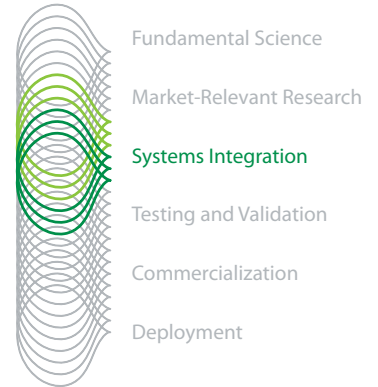 Fundamental Science
Market-Relevant Research
Systems Integration
Testing and Validation
Commercialization
Deployment